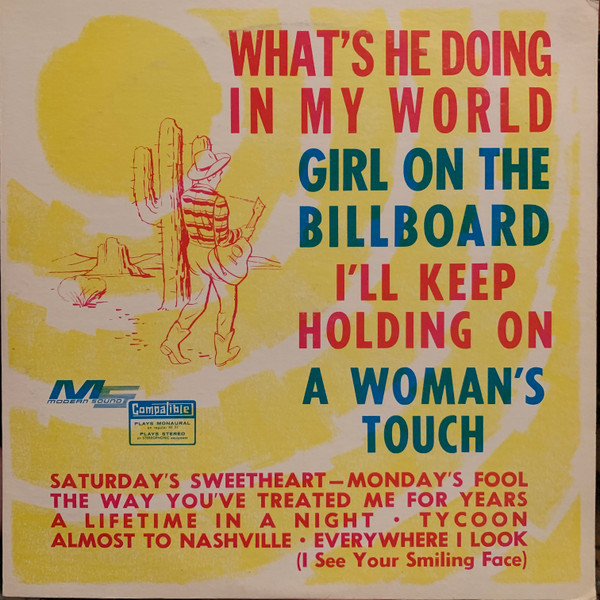 WHAT'S HE DOING
IN MY WORLD
GIRL ON THE
BILLBOARD
I'LL KEEP
HOLDING ON
A WOMAN'S
TOUCH
MS
MODERN SOUND
Compatible
PLAYS MONAURAL
PLAYS STEREO
SATURDAY'S SWEETHEART—MONDAY'S FOOL
THE WAY YOU'VE TREATED ME FOR YEARS
A LIFETIME IN A NIGHT • TYCOON
ALMOST TO NASHVILLE • EVERYWHERE I LOOK
(I See Your Smiling Face)